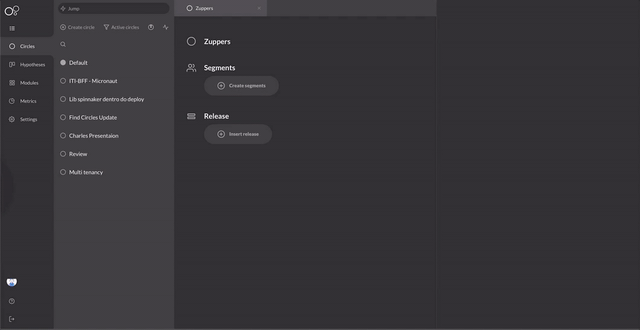 Jump
Zuppers
Create circle
Active circles
Circles
Hypotheses
Modules
Metrics
Settings
Default
ITI-BFF - Micronaut
Lib spinnaker dentro do deploy
Find Circles Update
Charles Presentaion
Review
Multi tenancy
Zuppers
Segments
Create segments
Release
Insert release